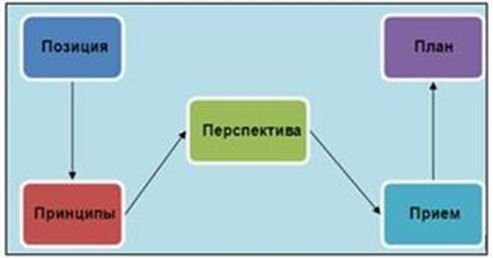 Позиция
План
Перспектива
Принципы
Прием